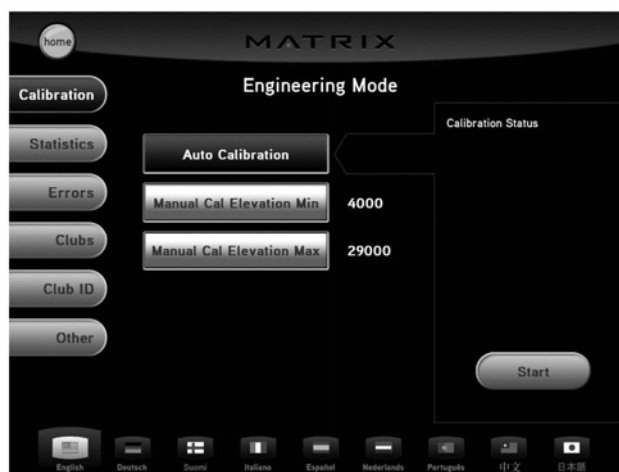 home
MATRIX
Engineering Mode
Calibration
Statistics
Errors
Clubs
Club ID
Other
Auto Calibration
Manual Cal Elevation Min 4000
Manual Cal Elevation Max 29000
Calibration Status
Start
English Deutsch Suomi Italiano Español Nederlands Português 中文 日本語